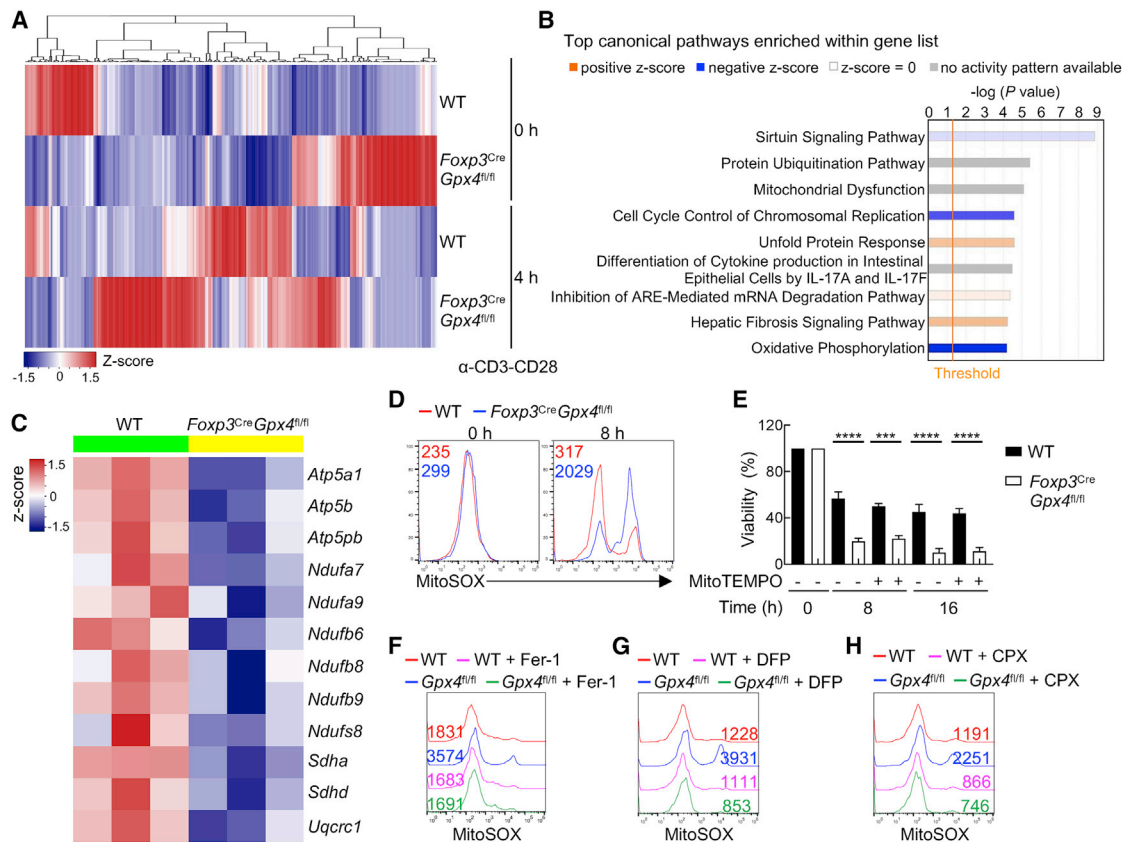 A
WT
0 h
Foxp3Cre
Gpx4fl/fl
WT
4 h
Foxp3Cre
Gpx4fl/fl
Z-score
-1.5 0 1.5
α-CD3-CD28
B
Top canonical pathways enriched within gene list
positive z-score negative z-score z-score = 0 no activity pattern available
-log (P value)
0 1 2 3 4 5 6 7 8 9
Sirtuin Signaling Pathway
Protein Ubiquitination Pathway
Mitochondrial Dysfunction
Cell Cycle Control of Chromosomal Replication
Unfold Protein Response
Differentiation of Cytokine production in Intestinal
Epithelial Cells by IL-17A and IL-17F
Inhibition of ARE-Mediated mRNA Degradation Pathway
Hepatic Fibrosis Signaling Pathway
Oxidative Phosphorylation
Threshold
C
WT Foxp3CreGpx4fl/fl
z-score
1.5
0
-1.5
Atp5a1
Atp5b
Atp5pb
Ndufa7
Ndufa9
Ndufb6
Ndufb8
Ndufb9
Ndufs8
Sdha
Sdhd
Uqcrc1
D
WT Foxp3CreGpx4fl/fl
0 h 8 h
235 317
299 2029
MitoSOX
E
**** *** **** ****
WT
Foxp3Cre
Gpx4fl/fl
Viability (%)
120
80
40
0
MitoTEMPO - - - - + + - - + +
Time (h) 0 8 16
F
WT WT + Fer-1
Gpx4fl/fl Gpx4fl/fl + Fer-1
1831
3574
1683
1691
MitoSOX
G
WT WT + DFP
Gpx4fl/fl Gpx4fl/fl + DFP
1228
3931
1111
853
MitoSOX
H
WT WT + CPX
Gpx4fl/fl Gpx4fl/fl + CPX
1191
2251
866
746
MitoSOX